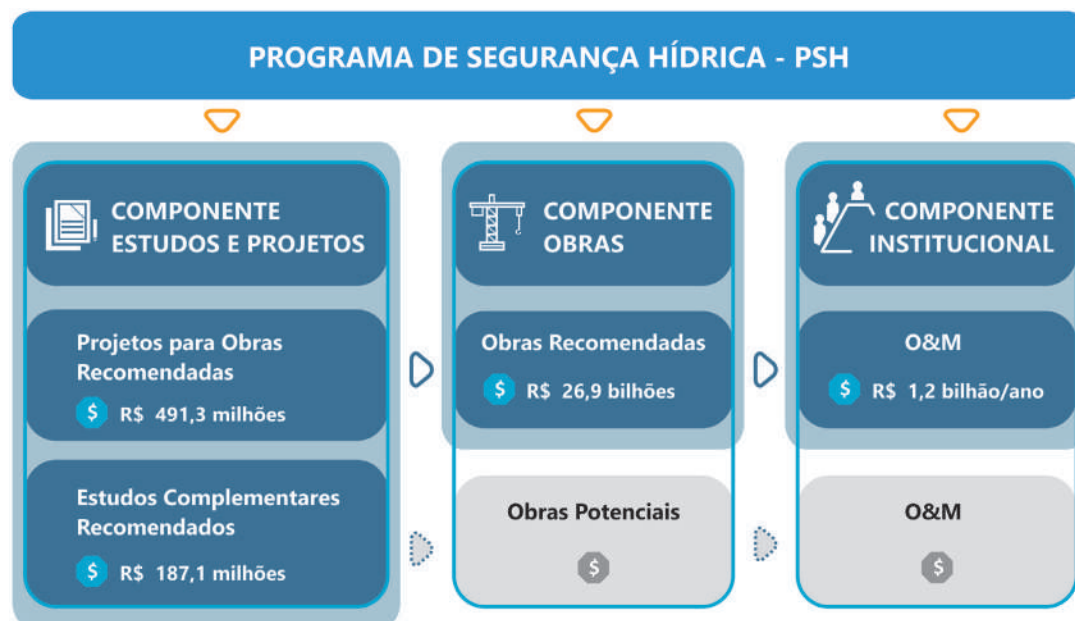 PROGRAMA DE SEGURANÇA HÍDRICA - PSH
COMPONENTE
ESTUDOS E PROJETOS
Projetos para Obras
Recomendadas
$ R$ 491,3 milhões
Estudos Complementares
Recomendados
$ R$ 187,1 milhões
COMPONENTE
OBRAS
Obras Recomendadas
$ R$ 26,9 bilhões
Obras Potenciais
$
COMPONENTE
INSTITUCIONAL
O&M
$ R$ 1,2 bilhão/ano
O&M
$